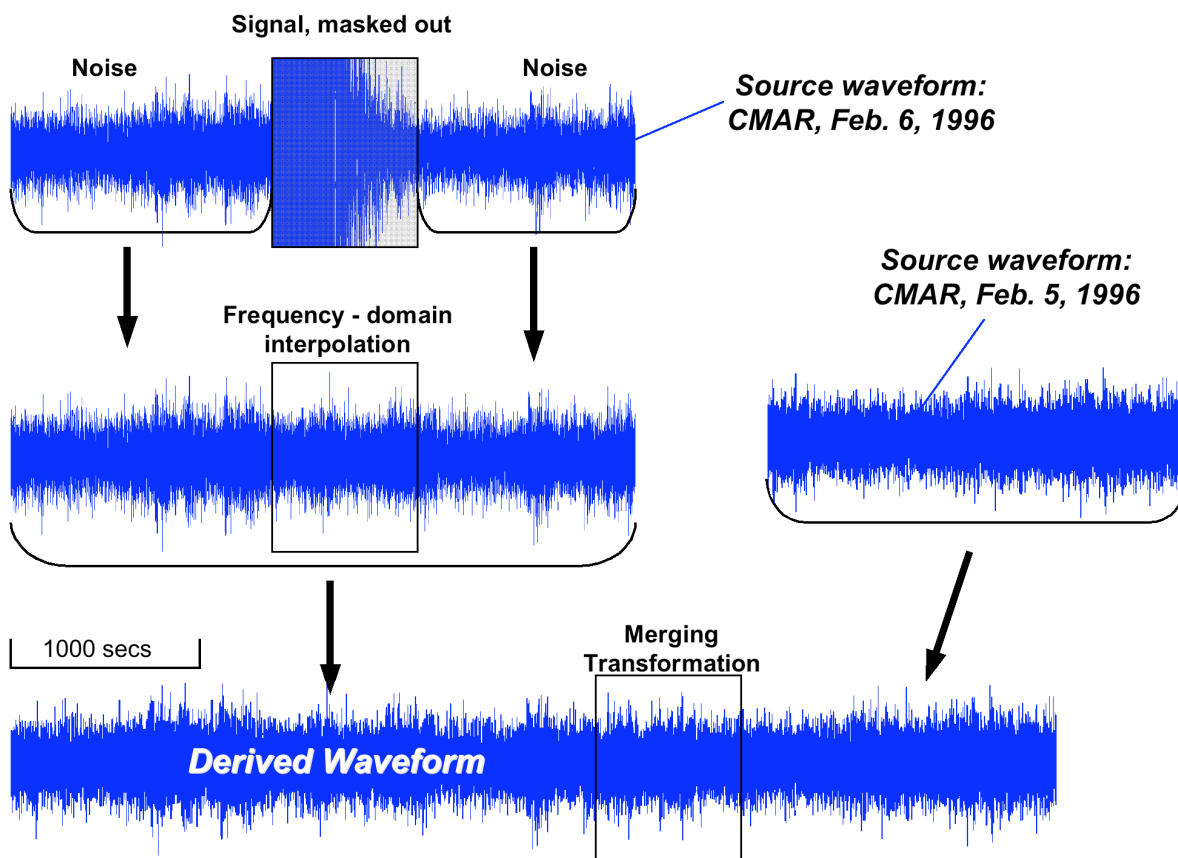 Signal, masked out
Noise
Noise
Source waveform:
CMAR, Feb. 6, 1996
Source waveform:
CMAR, Feb. 5, 1996
Frequency - domain
interpolation
1000 secs
Merging
Transformation
Derived Waveform